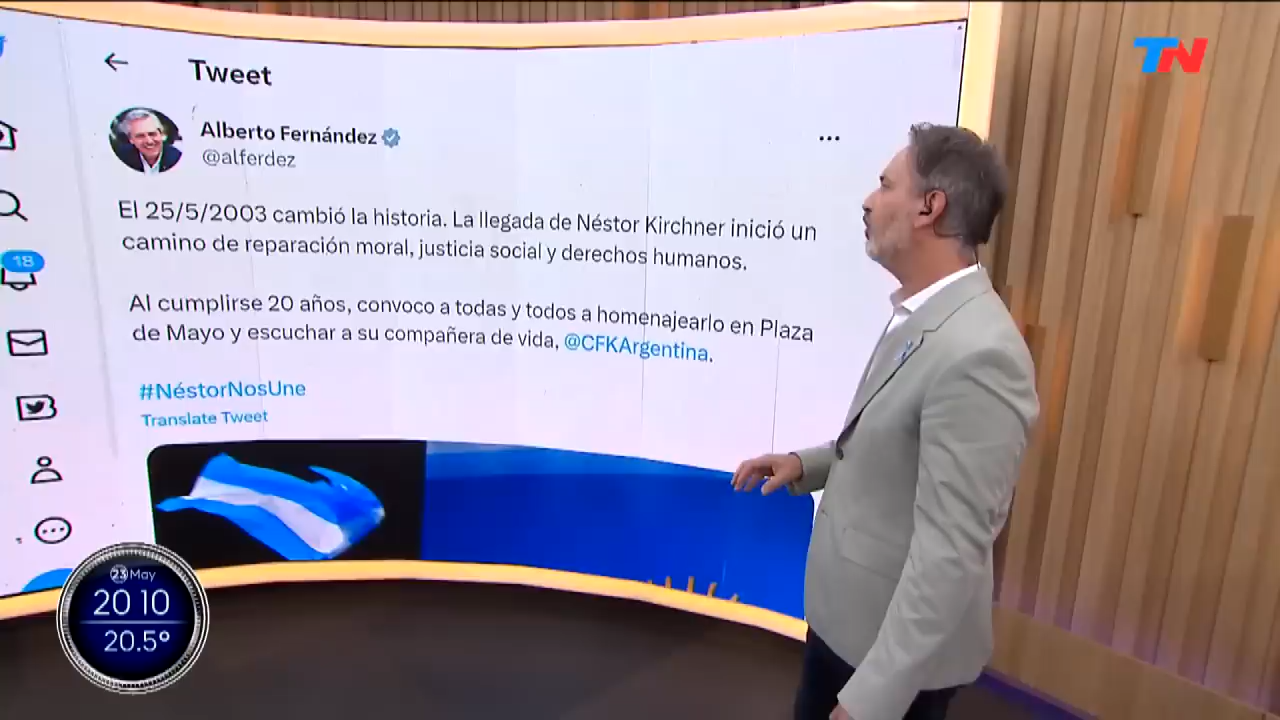 TN
Tweet
Alberto Fernández
@alferdez
El 25/5/2003 cambió la historia. La llegada de Néstor Kirchner inició un
camino de reparación moral, justicia social y derechos humanos.
Al cumplirse 20 años, convoco a todas y todos a homenajearlo en Plaza
de Mayo y escuchar a su compañera de vida, @CFKArgentina.
#NéstorNosUne
Translate Tweet
18
23 May
20 10
20.5°